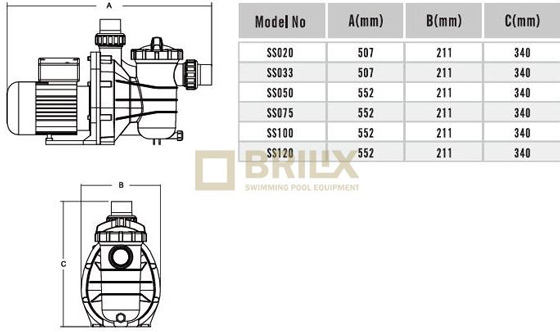 A
Model No A(mm) B(mm) C(mm)
SS020 507 211 340
SS033 507 211 340
SS050 552 211 340
SS075 552 211 340
SS100 552 211 340
SS120 552 211 340
BRILIX
SWIMMING POOL EQUIPMENT
B
C